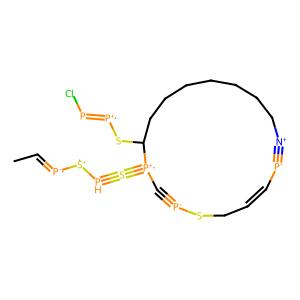 Cl
P P⁺·
S N⁺
P⁻ S⁺ P S P⁺· P⁻
H
P⁻ S